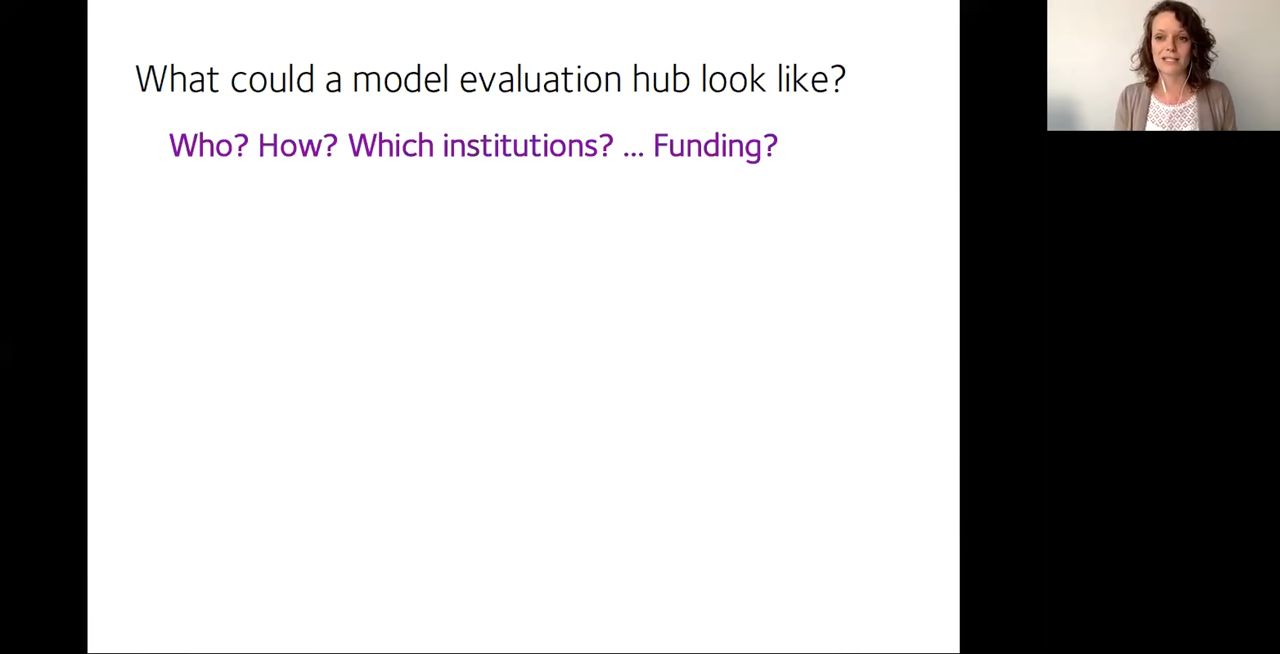 What could a model evaluation hub look like?
Who? How? Which institutions? ... Funding?